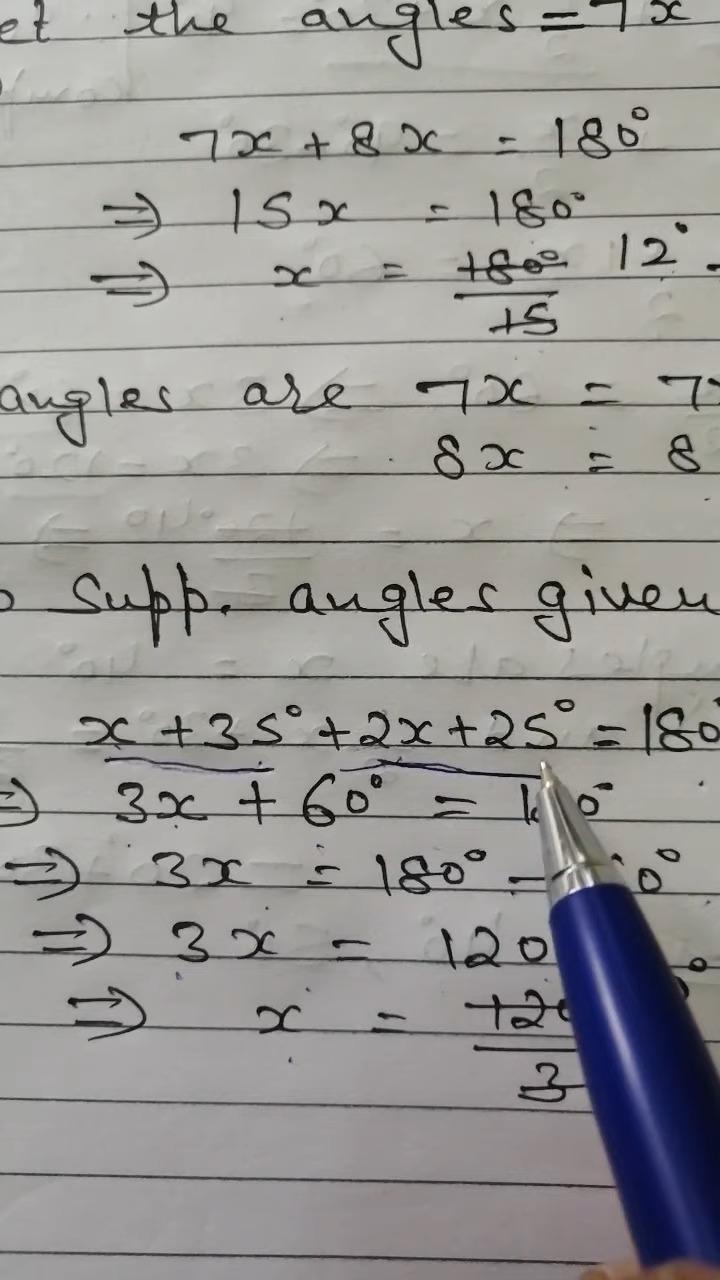 the angles = 7x
7x + 8x = 180°
⇒ 15x = 180°
⇒ x = 180° 12°
15
angles are 7x = 7
8x = 8
Supp. angles given
x + 35° + 2x + 25° = 180°
⇒ 3x + 60° =
⇒ 3x = 180° -
⇒ 3x = 120
⇒ x = 
3